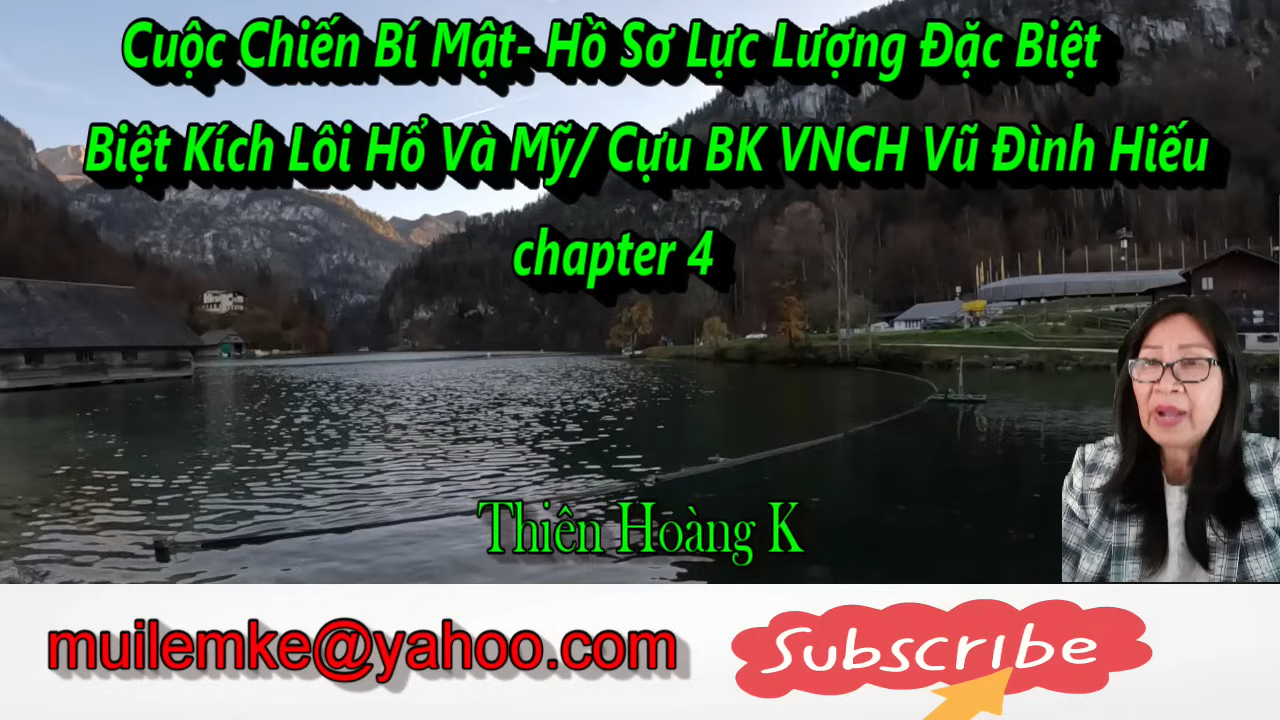 Cuộc Chiến Bí Mật- Hồ Sơ Lực Lượng Đặc Biệt
Biệt Kích Lôi Hổ Và Mỹ/ Cựu BK VNCH Vũ Đình Hiếu
chapter 4
Thiên Hoàng K
muilemke@yahoo.com
Subscribe